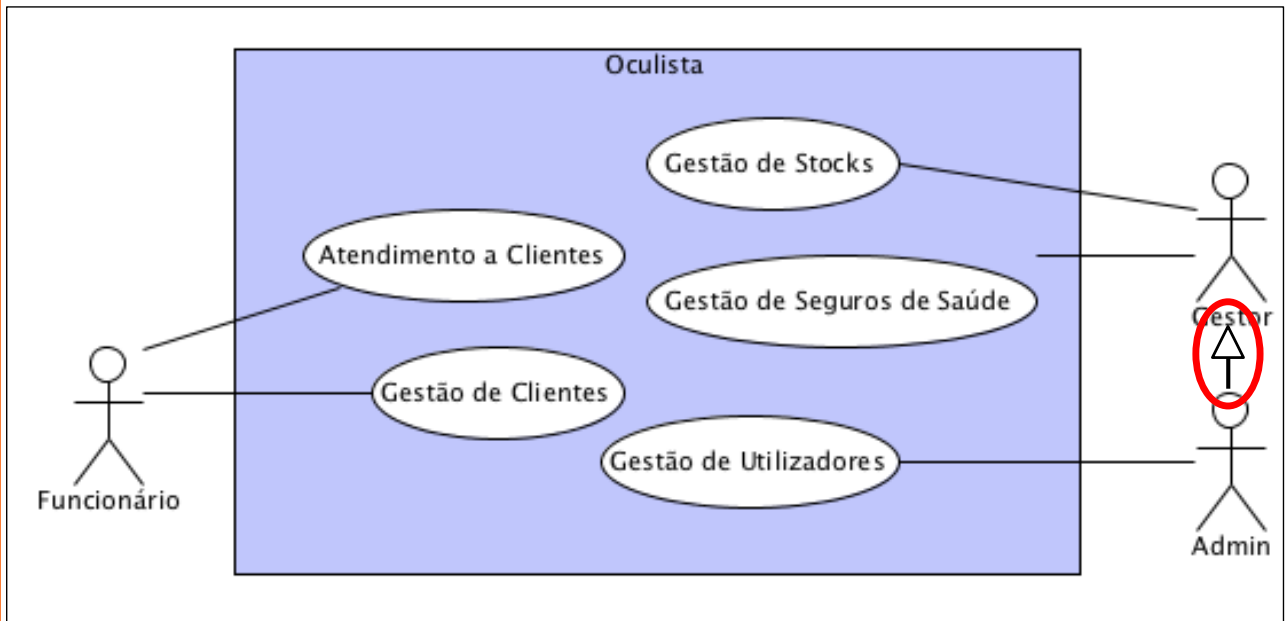 Oculista
Gestão de Stocks
Atendimento a Clientes
Gestão de Seguros de Saúde
Gestor
Gestão de Clientes
Gestão de Utilizadores
Funcionário
Admin